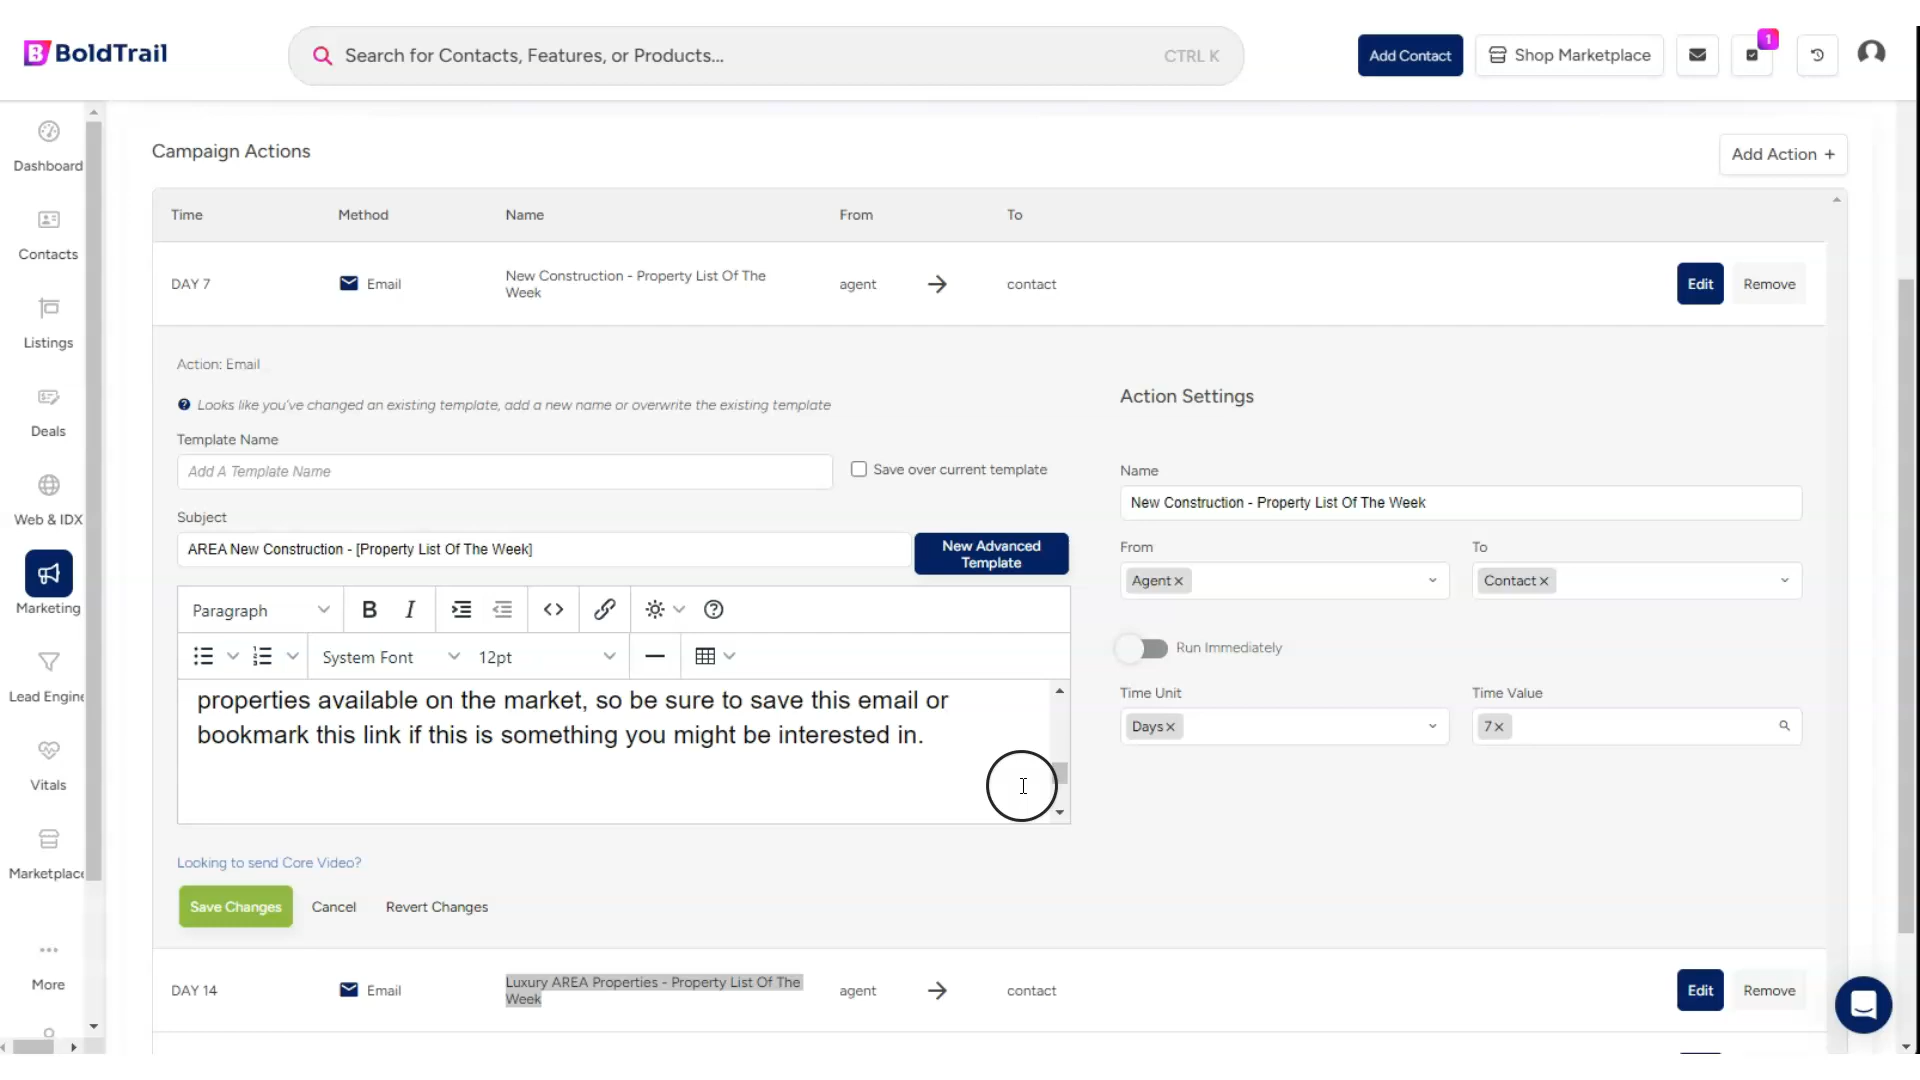 BoldTrail
Search for Contacts, Features, or Products...
CTRL K
Add Contact
Shop Marketplace
1
Dashboard
Contacts
Listings
Deals
Web & IDX
Marketing
Lead Engine
Vitals
Marketplac
More
Campaign Actions
Add Action +
Time
Method
Name
From
To
DAY 7
Email
New Construction - Property List Of The
Week
agent
contact
Edit
Remove
Action: Email
Looks like you've changed an existing template, add a new name or overwrite the existing template
Template Name
Add A Template Name
Save over current template
Subject
AREA New Construction - [Property List Of The Week]
New Advanced
Template
Paragraph
B
I
System Font
12pt
properties available on the market, so be sure to save this email or
bookmark this link if this is something you might be interested in.
Looking to send Core Video?
Save Changes
Cancel
Revert Changes
Action Settings
Name
New Construction - Property List Of The Week
From
Agent ×
To
Contact ×
Run Immediately
Time Unit
Days ×
Time Value
7 ×
DAY 14
Email
Luxury AREA Properties - Property List Of The
Week
agent
contact
Edit
Remove